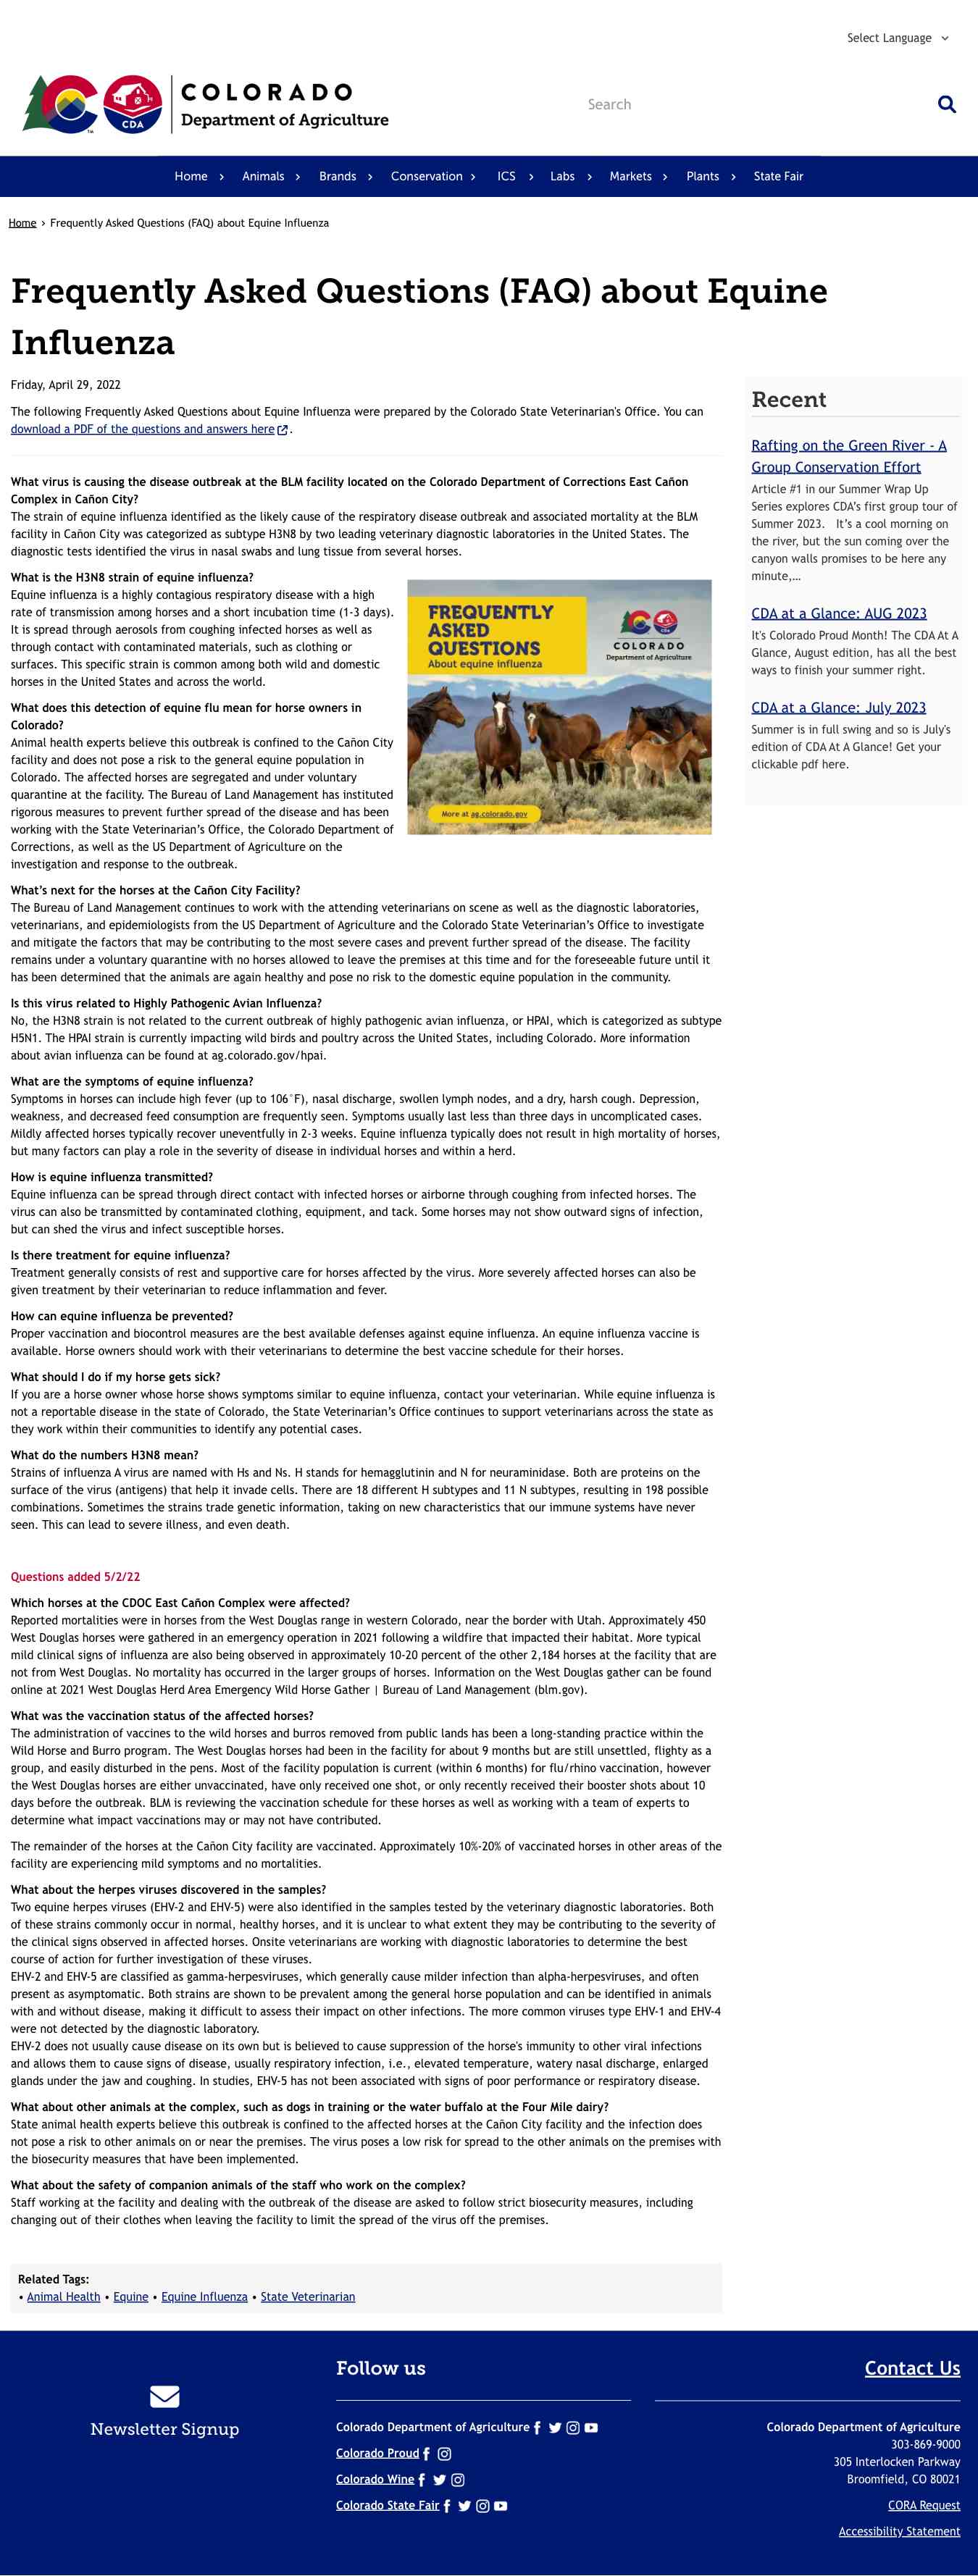 Select Language
COLORADO
Department of Agriculture
CDA
TM
Search
Home
Animals
Brands
Conservation
ICS
Labs
Markets
Plants
State Fair
Home › Frequently Asked Questions (FAQ) about Equine Influenza
Frequently Asked Questions (FAQ) about Equine
Influenza
Friday, April 29, 2022
The following Frequently Asked Questions about Equine Influenza were prepared by the Colorado State Veterinarian's Office. You can
download a PDF of the questions and answers here.
What virus is causing the disease outbreak at the BLM facility located on the Colorado Department of Corrections East Cañon
Complex in Cañon City?
The strain of equine influenza identified as the likely cause of the respiratory disease outbreak and associated mortality at the BLM
facility in Cañon City was categorized as subtype H3N8 by two leading veterinary diagnostic laboratories in the United States. The
diagnostic tests identified the virus in nasal swabs and lung tissue from several horses.
What is the H3N8 strain of equine influenza?
Equine influenza is a highly contagious respiratory disease with a high
rate of transmission among horses and a short incubation time (1-3 days).
It is spread through aerosols from coughing infected horses as well as
through contact with contaminated materials, such as clothing or
surfaces. This specific strain is common among both wild and domestic
horses in the United States and across the world.
What does this detection of equine flu mean for horse owners in
Colorado?
Animal health experts believe this outbreak is confined to the Cañon City
facility and does not pose a risk to the general equine population in
Colorado. The affected horses are segregated and under voluntary
quarantine at the facility. The Bureau of Land Management has instituted
rigorous measures to prevent further spread of the disease and has been
working with the State Veterinarian’s Office, the Colorado Department of
Corrections, as well as the US Department of Agriculture on the
investigation and response to the outbreak.
FREQUENTLY
ASKED
QUESTIONS
About equine influenza
CDA
COLORADO
Department of Agriculture
More at ag.colorado.gov
What’s next for the horses at the Cañon City Facility?
The Bureau of Land Management continues to work with the attending veterinarians on scene as well as the diagnostic laboratories,
veterinarians, and epidemiologists from the US Department of Agriculture and the Colorado State Veterinarian’s Office to investigate
and mitigate the factors that may be contributing to the most severe cases and prevent further spread of the disease. The facility
remains under a voluntary quarantine with no horses allowed to leave the premises at this time and for the foreseeable future until it
has been determined that the animals are again healthy and pose no risk to the domestic equine population in the community.
Is this virus related to Highly Pathogenic Avian Influenza?
No, the H3N8 strain is not related to the current outbreak of highly pathogenic avian influenza, or HPAI, which is categorized as subtype
H5N1. The HPAI strain is currently impacting wild birds and poultry across the United States, including Colorado. More information
about avian influenza can be found at ag.colorado.gov/hpai.
What are the symptoms of equine influenza?
Symptoms in horses can include high fever (up to 106°F), nasal discharge, swollen lymph nodes, and a dry, harsh cough. Depression,
weakness, and decreased feed consumption are frequently seen. Symptoms usually last less than three days in uncomplicated cases.
Mildly affected horses typically recover uneventfully in 2-3 weeks. Equine influenza typically does not result in high mortality of horses,
but many factors can play a role in the severity of disease in individual horses and within a herd.
How is equine influenza transmitted?
Equine influenza can be spread through direct contact with infected horses or airborne through coughing from infected horses. The
virus can also be transmitted by contaminated clothing, equipment, and tack. Some horses may not show outward signs of infection,
but can shed the virus and infect susceptible horses.
Is there treatment for equine influenza?
Treatment generally consists of rest and supportive care for horses affected by the virus. More severely affected horses can also be
given treatment by their veterinarian to reduce inflammation and fever.
How can equine influenza be prevented?
Proper vaccination and biocontrol measures are the best available defenses against equine influenza. An equine influenza vaccine is
available. Horse owners should work with their veterinarians to determine the best vaccine schedule for their horses.
What should I do if my horse gets sick?
If you are a horse owner whose horse shows symptoms similar to equine influenza, contact your veterinarian. While equine influenza is
not a reportable disease in the state of Colorado, the State Veterinarian’s Office continues to support veterinarians across the state as
they work within their communities to identify any potential cases.
What do the numbers H3N8 mean?
Strains of influenza A virus are named with Hs and Ns. H stands for hemagglutinin and N for neuraminidase. Both are proteins on the
surface of the virus (antigens) that help it invade cells. There are 18 different H subtypes and 11 N subtypes, resulting in 198 possible
combinations. Sometimes the strains trade genetic information, taking on new characteristics that our immune systems have never
seen. This can lead to severe illness, and even death.
Questions added 5/2/22
Which horses at the CDOC East Cañon Complex were affected?
Reported mortalities were in horses from the West Douglas range in western Colorado, near the border with Utah. Approximately 450
West Douglas horses were gathered in an emergency operation in 2021 following a wildfire that impacted their habitat. More typical
mild clinical signs of influenza are also being observed in approximately 10-20 percent of the other 2,184 horses at the facility that are
not from West Douglas. No mortality has occurred in the larger groups of horses. Information on the West Douglas gather can be found
online at 2021 West Douglas Herd Area Emergency Wild Horse Gather | Bureau of Land Management (blm.gov).
What was the vaccination status of the affected horses?
The administration of vaccines to the wild horses and burros removed from public lands has been a long-standing practice within the
Wild Horse and Burro program. The West Douglas horses had been in the facility for about 9 months but are still unsettled, flighty as a
group, and easily disturbed in the pens. Most of the facility population is current (within 6 months) for flu/rhino vaccination, however
the West Douglas horses are either unvaccinated, have only received one shot, or only recently received their booster shots about 10
days before the outbreak. BLM is reviewing the vaccination schedule for these horses as well as working with a team of experts to
determine what impact vaccinations may or may not have contributed.
The remainder of the horses at the Cañon City facility are vaccinated. Approximately 10%-20% of vaccinated horses in other areas of the
facility are experiencing mild symptoms and no mortalities.
What about the herpes viruses discovered in the samples?
Two equine herpes viruses (EHV-2 and EHV-5) were also identified in the samples tested by the veterinary diagnostic laboratories. Both
of these strains commonly occur in normal, healthy horses, and it is unclear to what extent they may be contributing to the severity of
the clinical signs observed in affected horses. Onsite veterinarians are working with diagnostic laboratories to determine the best
course of action for further investigation of these viruses.
EHV-2 and EHV-5 are classified as gamma-herpesviruses, which generally cause milder infection than alpha-herpesviruses, and often
present as asymptomatic. Both strains are shown to be prevalent among the general horse population and can be identified in animals
with and without disease, making it difficult to assess their impact on other infections. The more common viruses type EHV-1 and EHV-4
were not detected by the diagnostic laboratory.
EHV-2 does not usually cause disease on its own but is believed to cause suppression of the horse's immunity to other viral infections
and allows them to cause signs of disease, usually respiratory infection, i.e., elevated temperature, watery nasal discharge, enlarged
glands under the jaw and coughing. In studies, EHV-5 has not been associated with signs of poor performance or respiratory disease.
What about other animals at the complex, such as dogs in training or the water buffalo at the Four Mile dairy?
State animal health experts believe this outbreak is confined to the affected horses at the Cañon City facility and the infection does
not pose a risk to other animals on or near the premises. The virus poses a low risk for spread to the other animals on the premises with
the biosecurity measures that have been implemented.
What about the safety of companion animals of the staff who work on the complex?
Staff working at the facility and dealing with the outbreak of the disease are asked to follow strict biosecurity measures, including
changing out of their clothes when leaving the facility to limit the spread of the virus off the premises.
Related Tags:
• Animal Health • Equine • Equine Influenza • State Veterinarian
Recent
Rafting on the Green River - A
Group Conservation Effort
Article #1 in our Summer Wrap Up
Series explores CDA’s first group tour of
Summer 2023. It’s a cool morning on
the river, but the sun coming over the
canyon walls promises to be here any
minute,…
CDA at a Glance: AUG 2023
It's Colorado Proud Month! The CDA At A
Glance, August edition, has all the best
ways to finish your summer right.
CDA at a Glance: July 2023
Summer is in full swing and so is July's
edition of CDA At A Glance! Get your
clickable pdf here.
Newsletter Signup
Follow us
Colorado Department of Agriculture
Colorado Proud
Colorado Wine
Colorado State Fair
Contact Us
Colorado Department of Agriculture
303-869-9000
305 Interlocken Parkway
Broomfield, CO 80021
CORA Request
Accessibility Statement